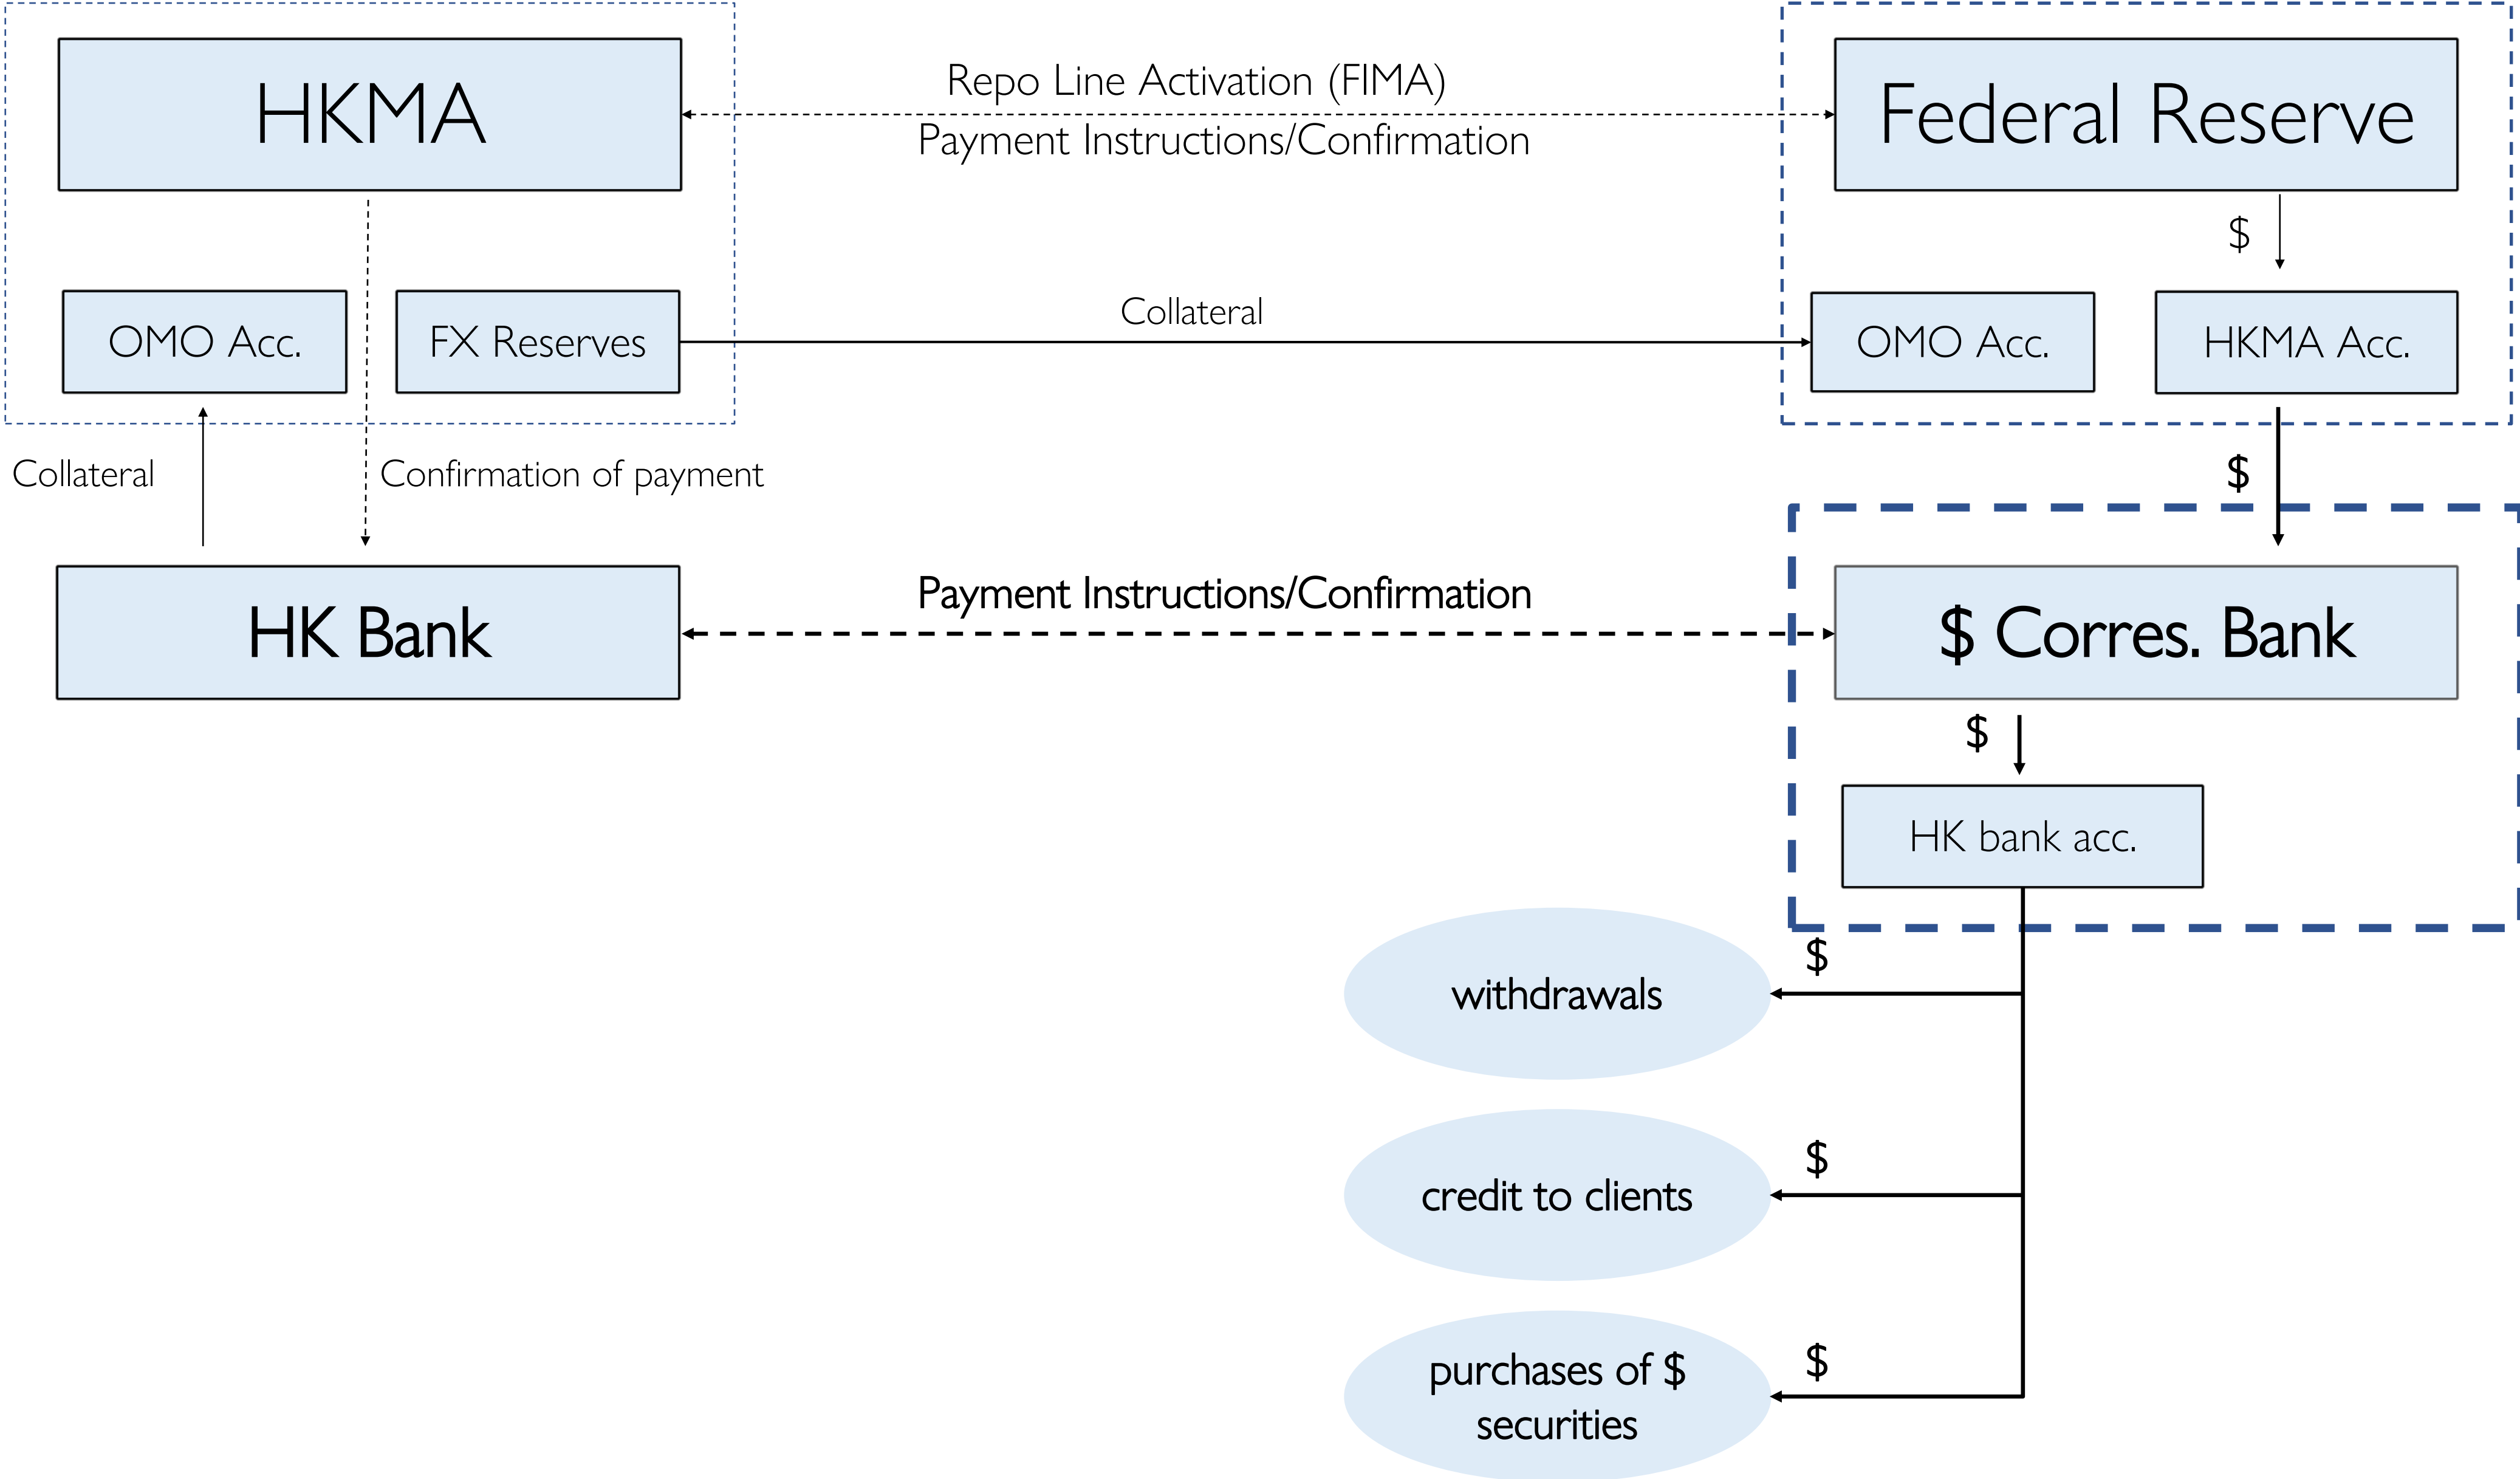 HKMA
Repo Line Activation (FIMA)
Payment Instructions/Confirmation
Federal Reserve
$
OMO Acc.
FX Reserves
Collateral
OMO Acc.
HKMA Acc.
Collateral
Confirmation of payment
$
HK Bank
Payment Instructions/Confirmation
$ Corres. Bank
$
HK bank acc.
$
withdrawals
$
credit to clients
$
purchases of $
securities